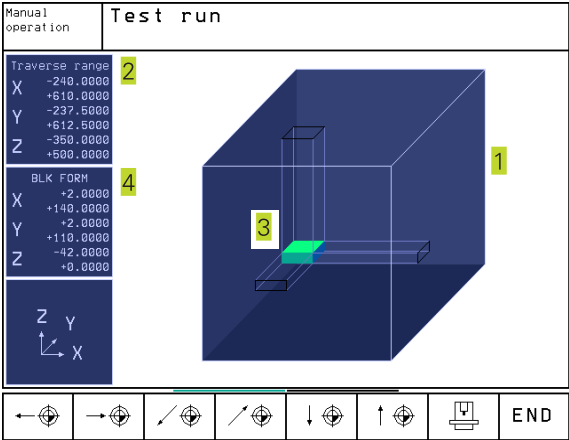 Manual
operation
Test run
Traverse range
X
-240.0000
+610.0000
Y
-237.5000
+612.5000
Z
-350.0000
+500.0000
2
BLK FORM
X
+2.0000
+140.0000
Y
+2.0000
+110.0000
Z
-42.0000
+0.0000
4
1
3
Z
Y
X
END